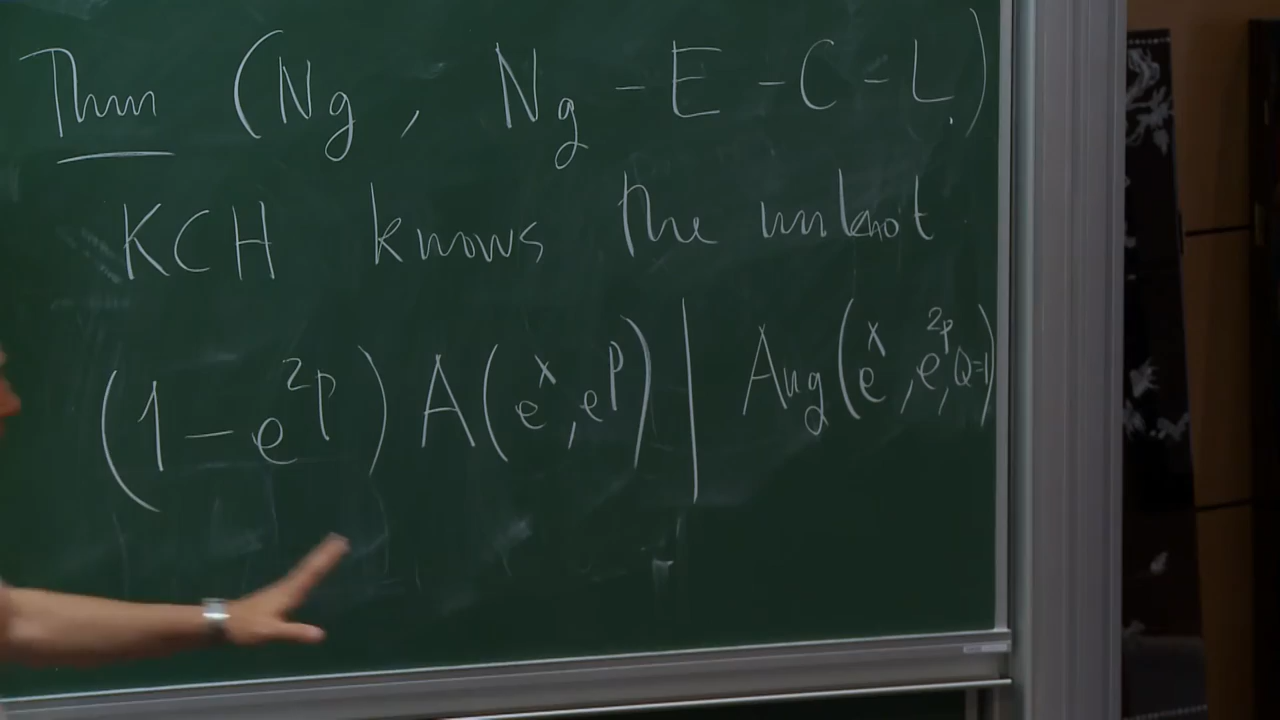 Thm (Ng, Ng-E-C-L.)
KCH knows the unknot
(1 - e^{2p}) A(e^x, e^p) | Aug(e^x, e^{2p}, Q=1)